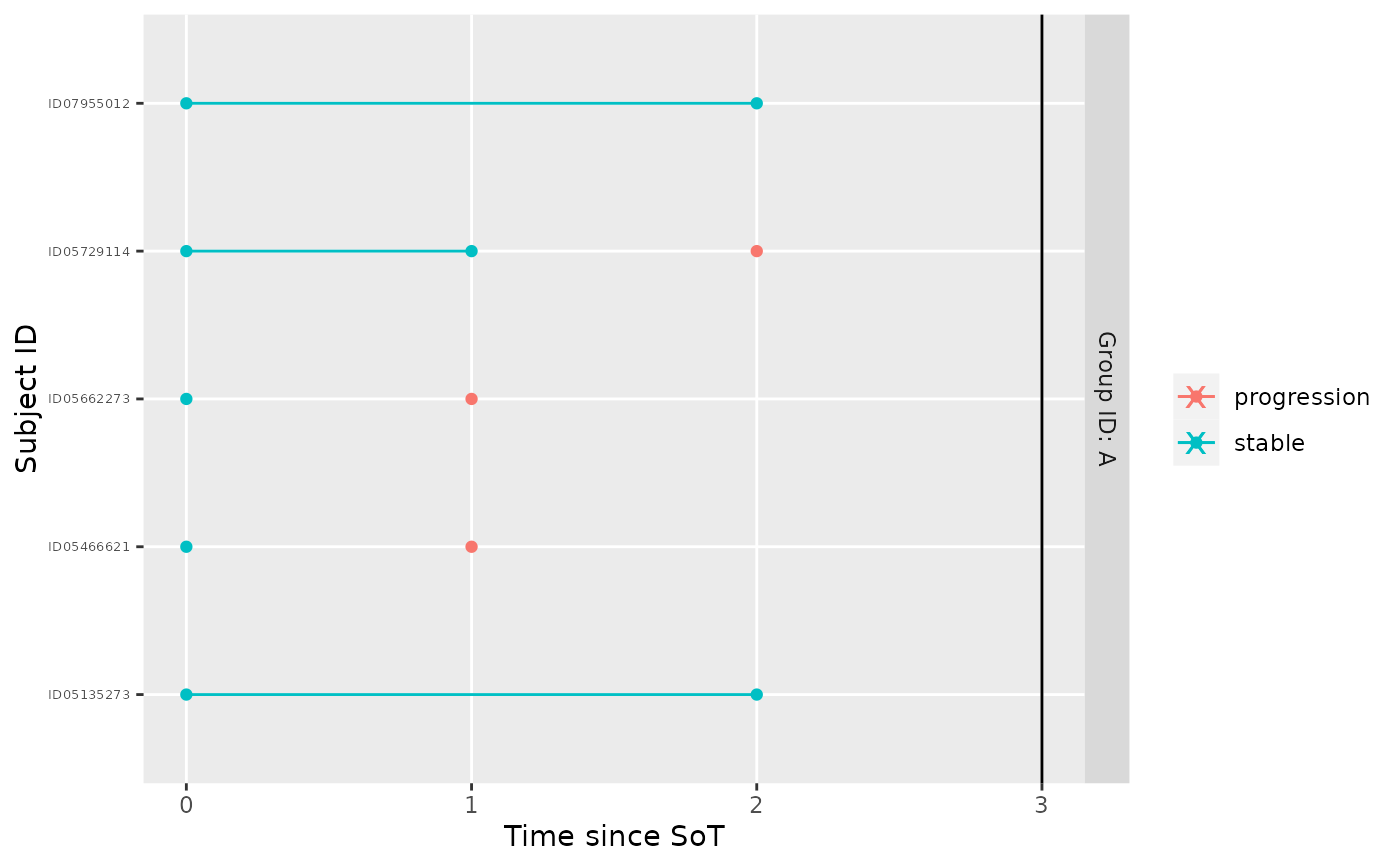 Subject ID
ID07955012
ID05729114
ID05662273
ID05466621
ID05135273
0 1 2 3
Time since SoT
Group ID: A
progression
stable